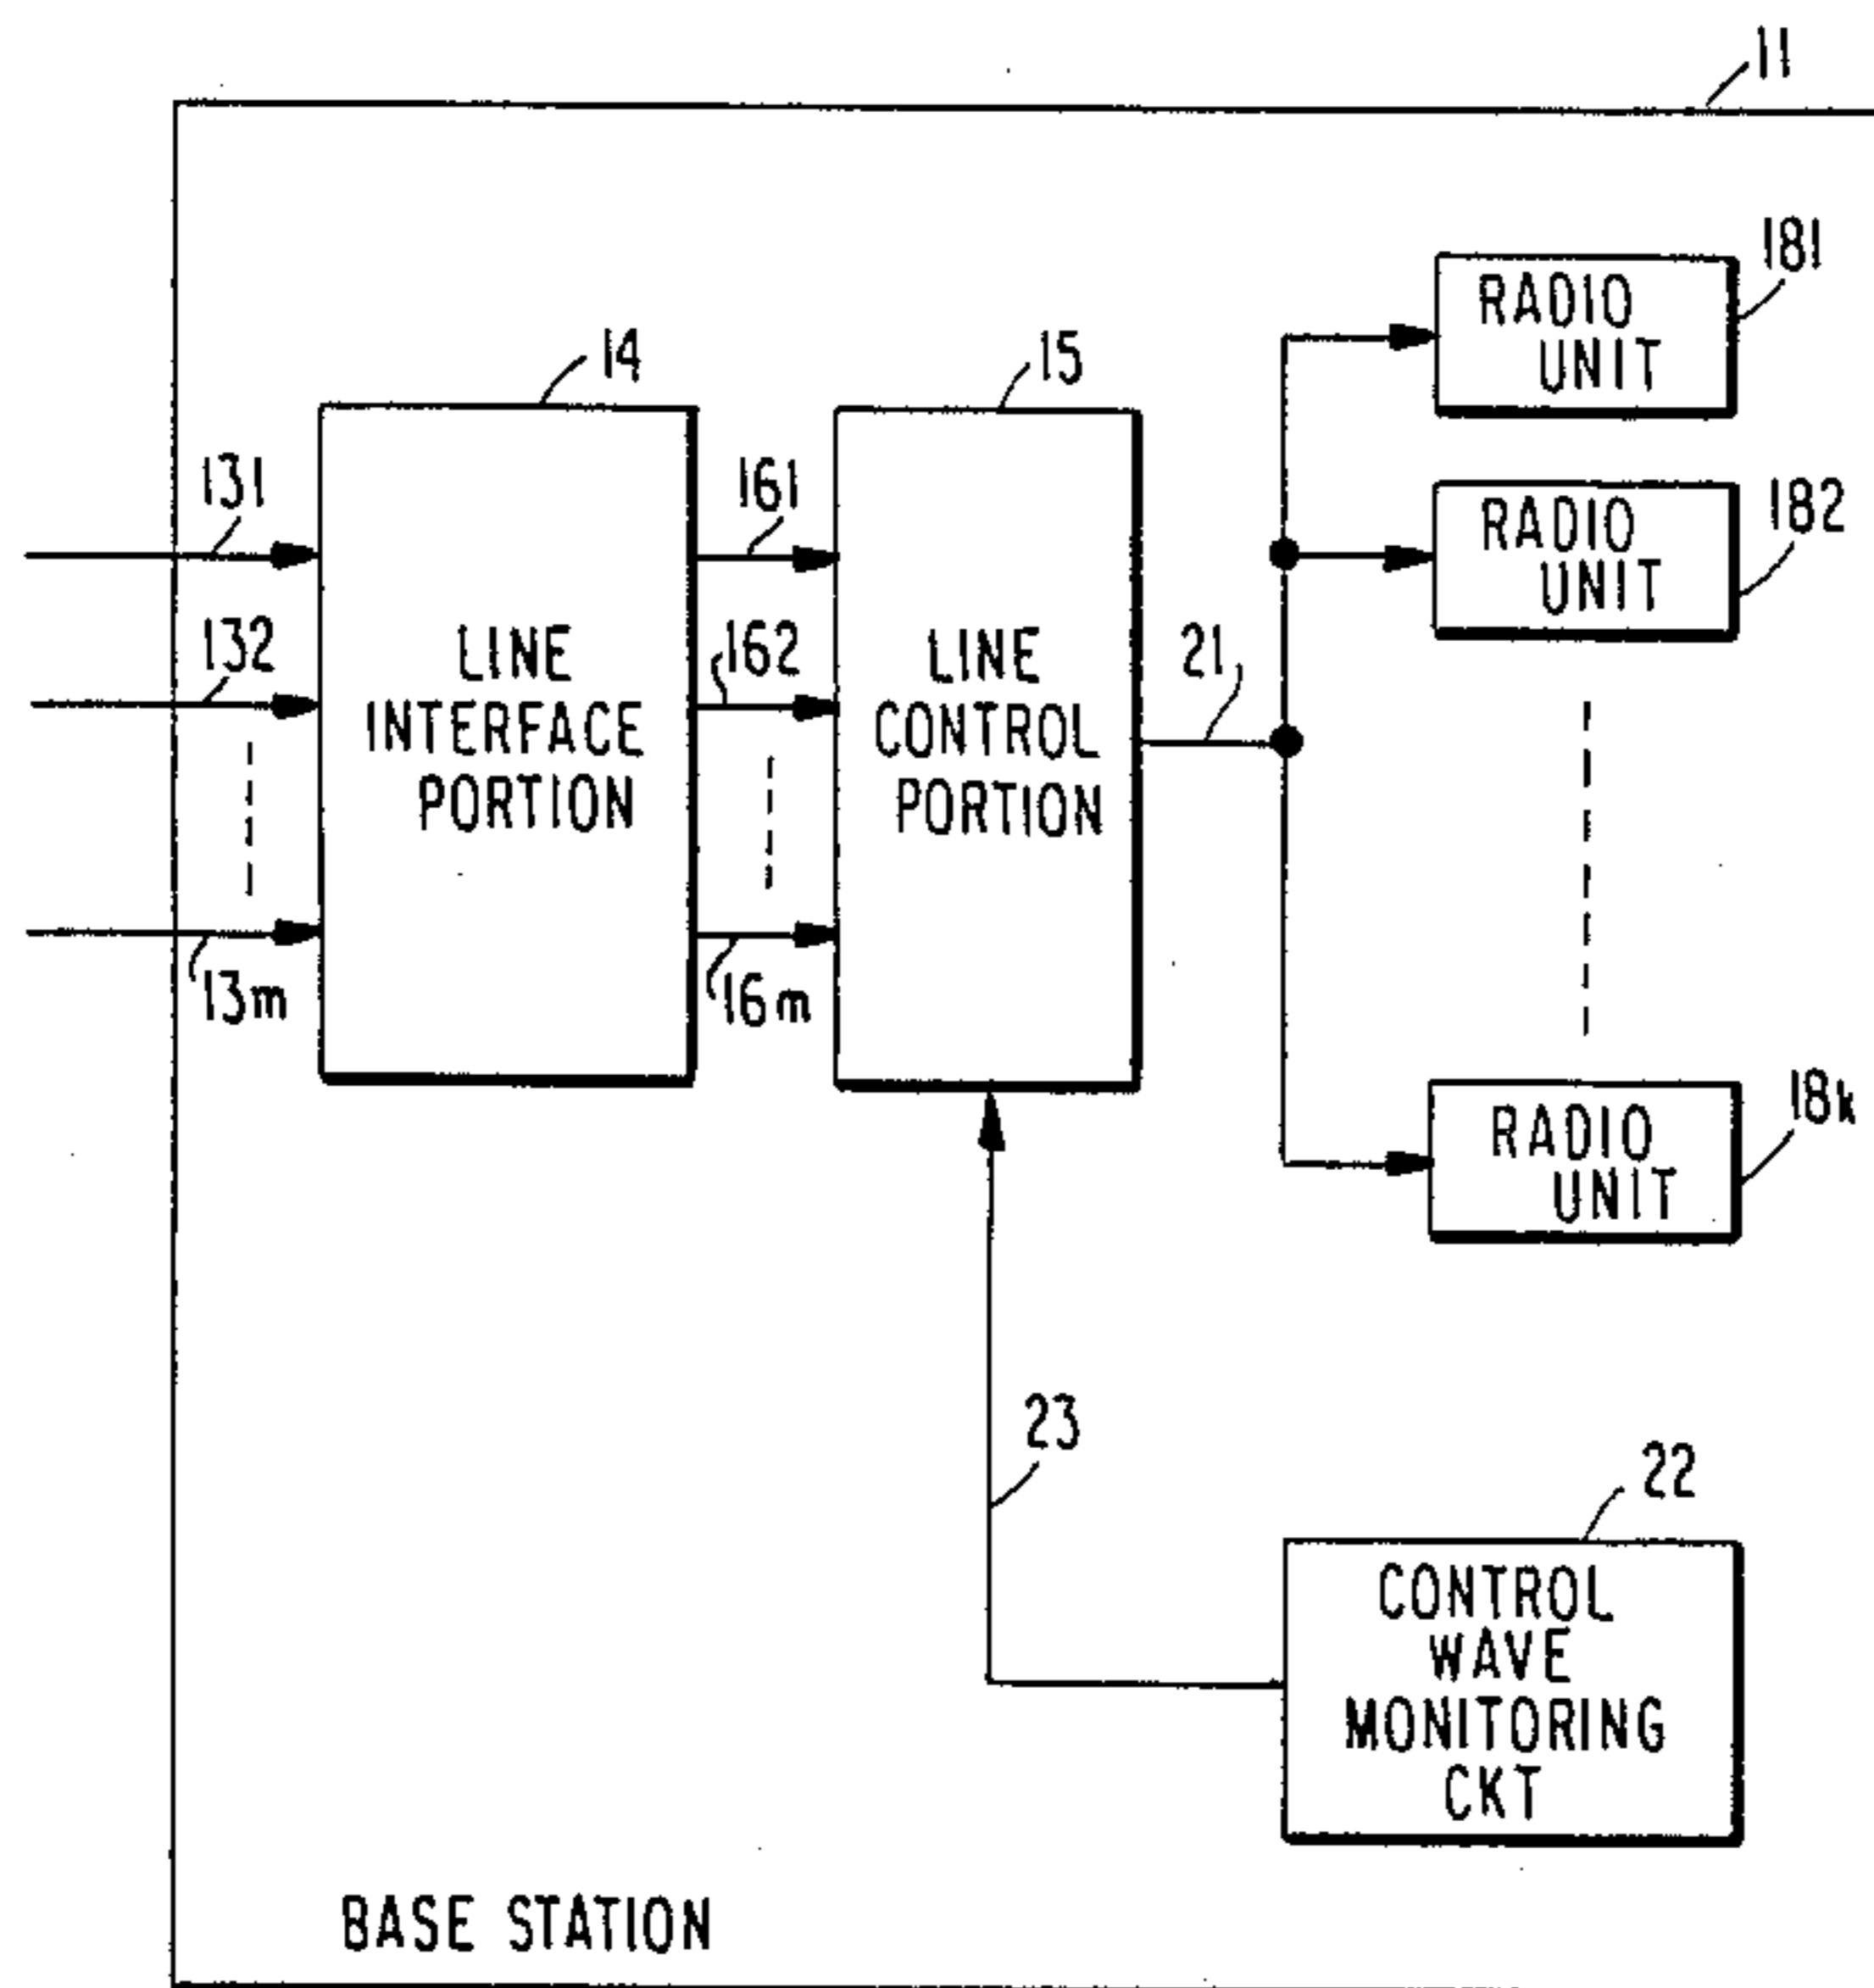 11
181
RADIO
UNIT
14
15
131
161
182
RADIO
UNIT
132
LINE
INTERFACE
PORTION
162
LINE
CONTROL
PORTION
21
13m
16m
18k
RADIO
UNIT
23
22
CONTROL
WAVE
MONITORING
CKT
BASE STATION